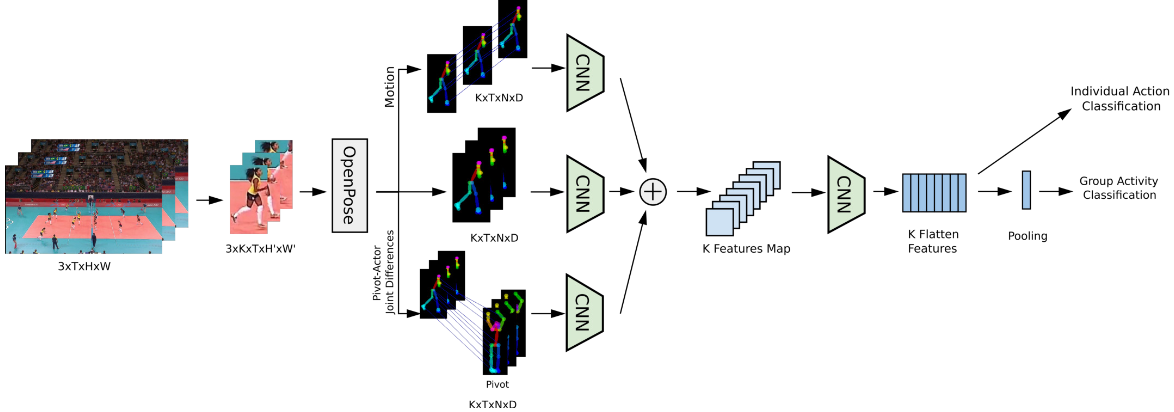 3xTxHxW
3xKxTxH'xW'
OpenPose
Motion
KxTxNxD
CNN
KxTxNxD
CNN
Pivot-Actor
Joint Differences
Pivot
KxTxNxD
CNN
K Features Map
CNN
K Flatten
Features
Pooling
Individual Action
Classification
Group Activity
Classification